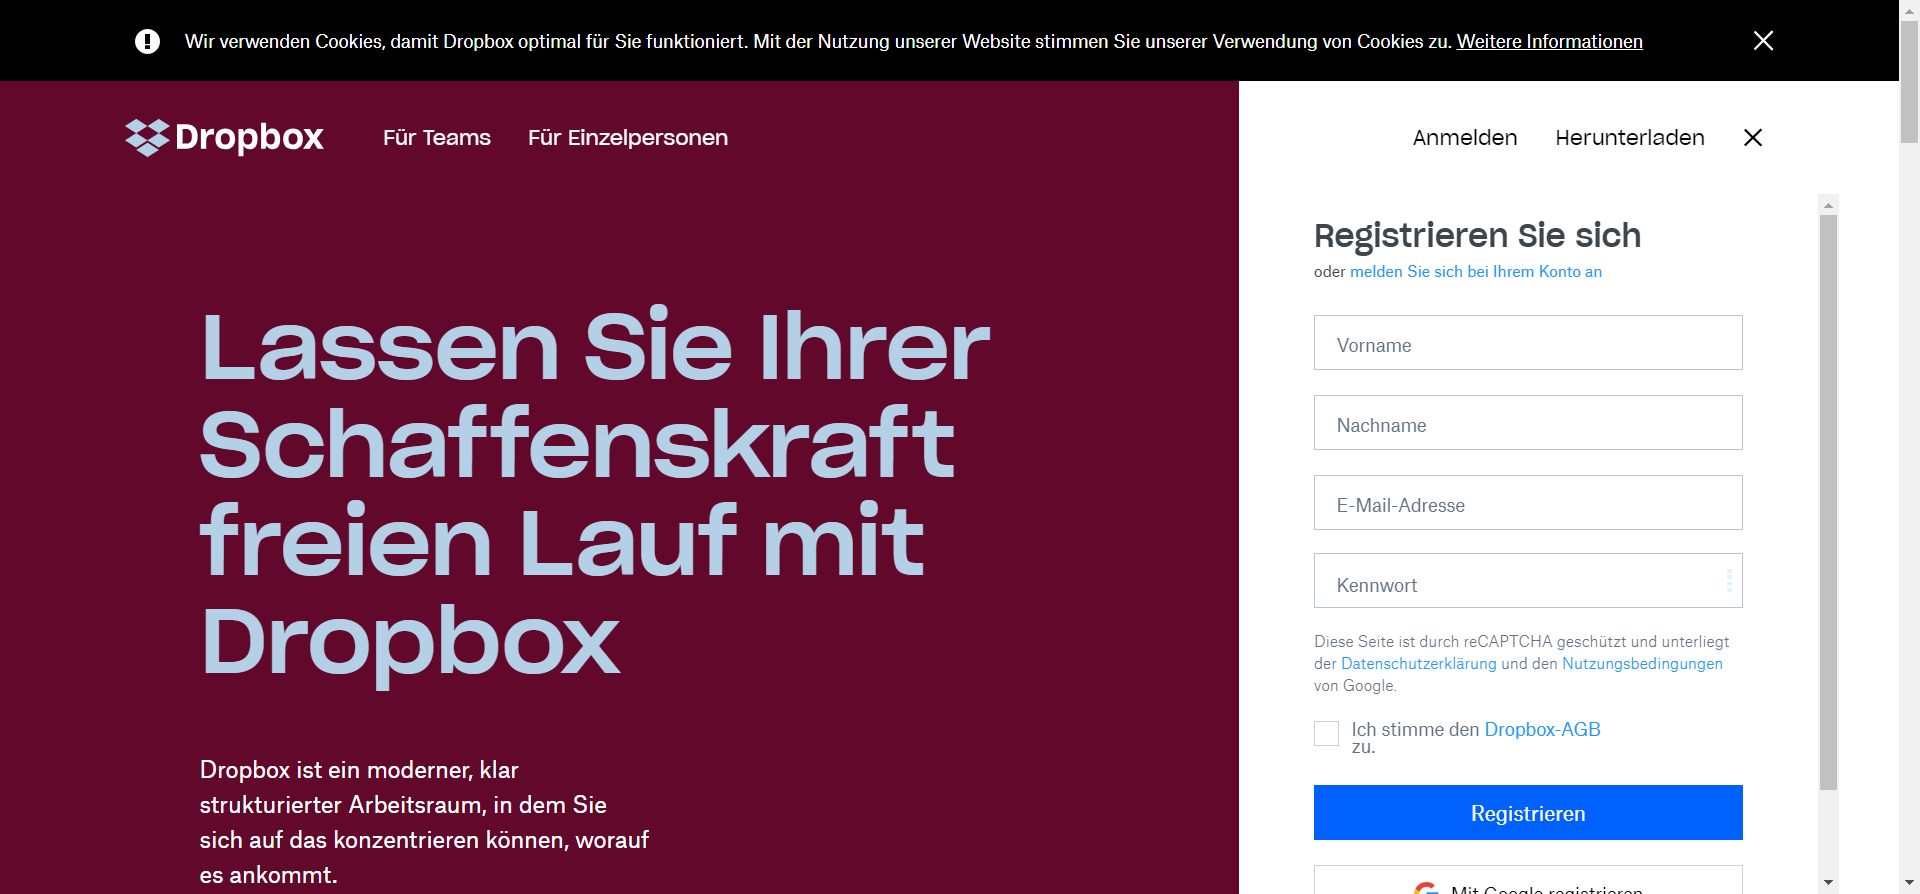 Wir verwenden Cookies, damit Dropbox optimal für Sie funktioniert. Mit der Nutzung unserer Website stimmen Sie unserer Verwendung von Cookies zu. Weitere Informationen
Dropbox
Für Teams
Für Einzelpersonen
Anmelden
Herunterladen
Lassen Sie Ihrer
Schaffenskraft
freien Lauf mit
Dropbox
Dropbox ist ein moderner, klar
strukturierter Arbeitsraum, in dem Sie
sich auf das konzentrieren können, worauf
es ankommt.
Registrieren Sie sich
oder melden Sie sich bei Ihrem Konto an
Vorname
Nachname
E-Mail-Adresse
Kennwort
Diese Seite ist durch reCAPTCHA geschützt und unterliegt
der Datenschutzerklärung und den Nutzungsbedingungen
von Google.
Ich stimme den Dropbox-AGB
zu.
Registrieren
Mit Google registrieren